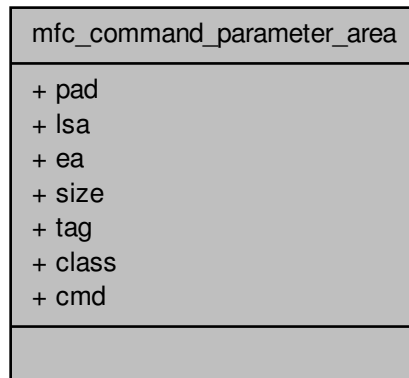 mfc_command_parameter_area
+ pad
+ lsa
+ ea
+ size
+ tag
+ class
+ cmd